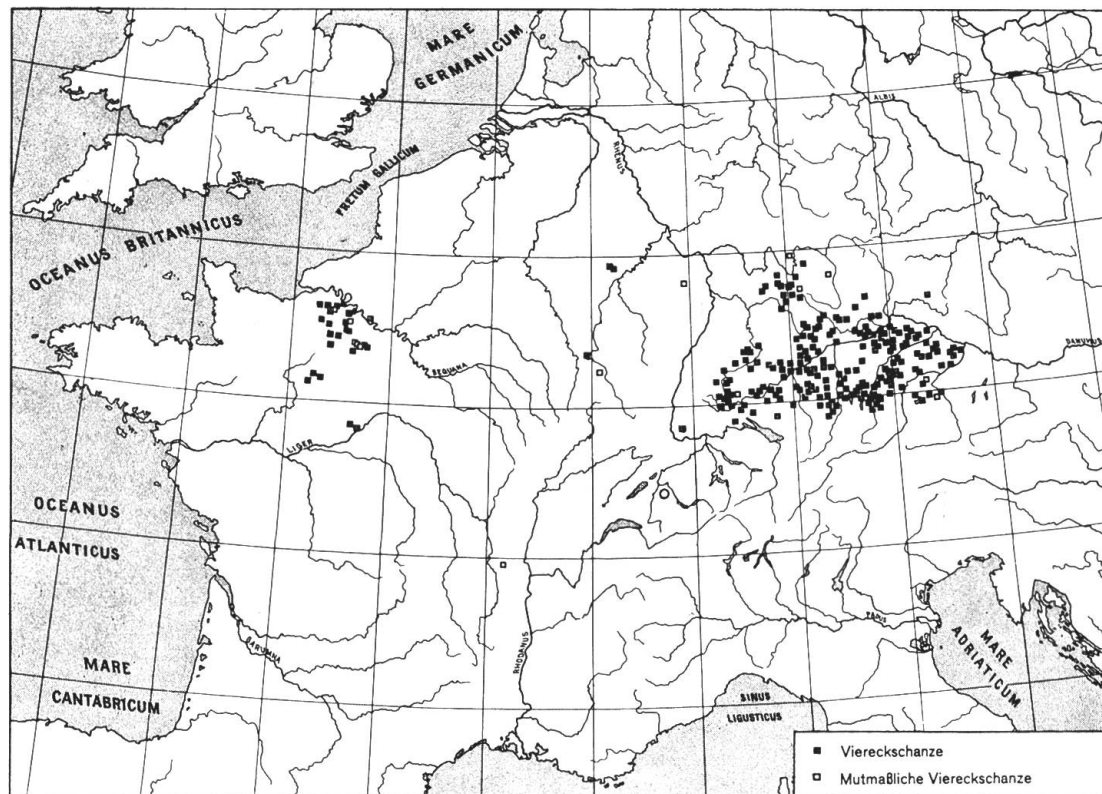 MARE
GERMANICUM
ALBIS
RHENUS
FRETUM GALLICUM
OCEANUS BRITANNICUS
SEQUANA
DANUVIUS
LIGER
OCEANUS
ATLANTICUS
MARE
CANTABRICUM
GARUMNA
RHODANUS
PADUS
MARE
ADRIATICUM
SINUS
LIGUSTICUS
Viereckschanze
Mutmaßliche Viereckschanze